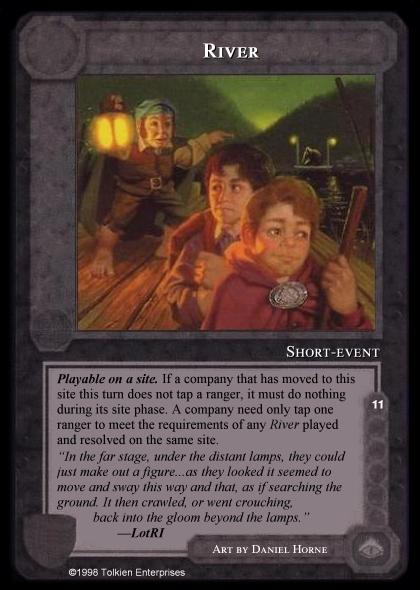 RIVER
SHORT-EVENT
Playable on a site. If a company that has moved to this
site this turn does not tap a ranger, it must do nothing
during its site phase. A company need only tap one
ranger to meet the requirements of any River played
and resolved on the same site.
11
“In the far stage, under the distant lamps, they could
just make out a figure...as they looked it seemed to
move and sway this way and that, as if searching the
ground. It then crawled, or went crouching,
back into the gloom beyond the lamps.”
—LotRI
ART BY DANIEL HORNE
©1998 Tolkien Enterprises